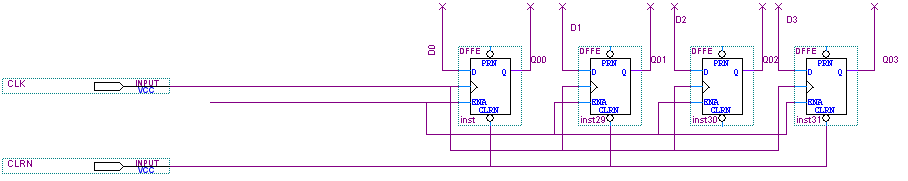 D0
D1
D2
D3
DFFE
DFFE
DFFE
DFFE
PRN
PRN
PRN
PRN
Q00
Q01
Q02
Q03
D Q
D Q
D Q
D Q
CLK
INPUT
VCC
ENA
ENA
ENA
ENA
CLRN
CLRN
CLRN
CLRN
inst
inst29
inst30
inst31
CLRN
INPUT
VCC